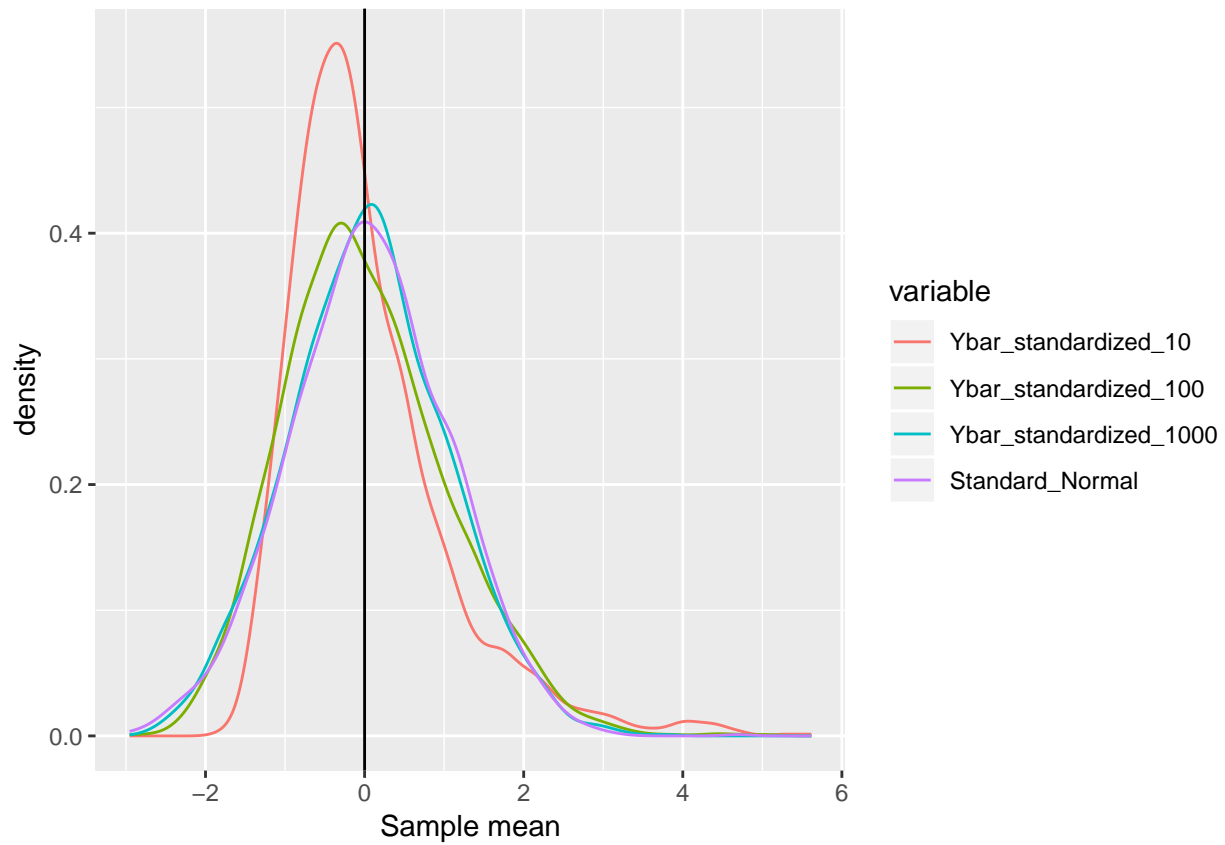 0.4
0.2
0.0
density
−2
0
2
4
6
Sample mean
variable
Ybar_standardized_10
Ybar_standardized_100
Ybar_standardized_1000
Standard_Normal